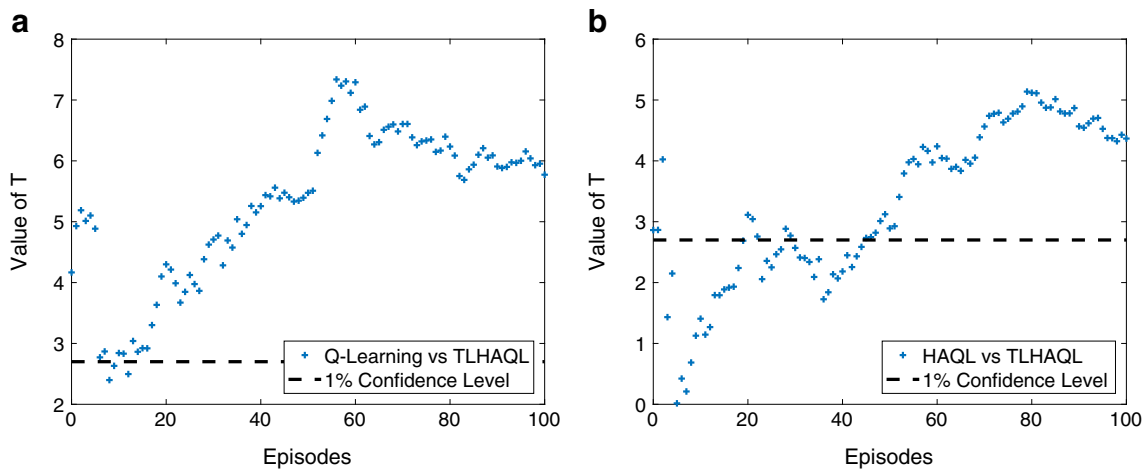 a
8
7
6
5
4
3
2
Value of T
Q-Learning vs TLHAQL
1% Confidence Level
0 20 40 60 80 100
Episodes
b
6
5
4
3
2
1
0
Value of T
HAQL vs TLHAQL
1% Confidence Level
0 20 40 60 80 100
Episodes